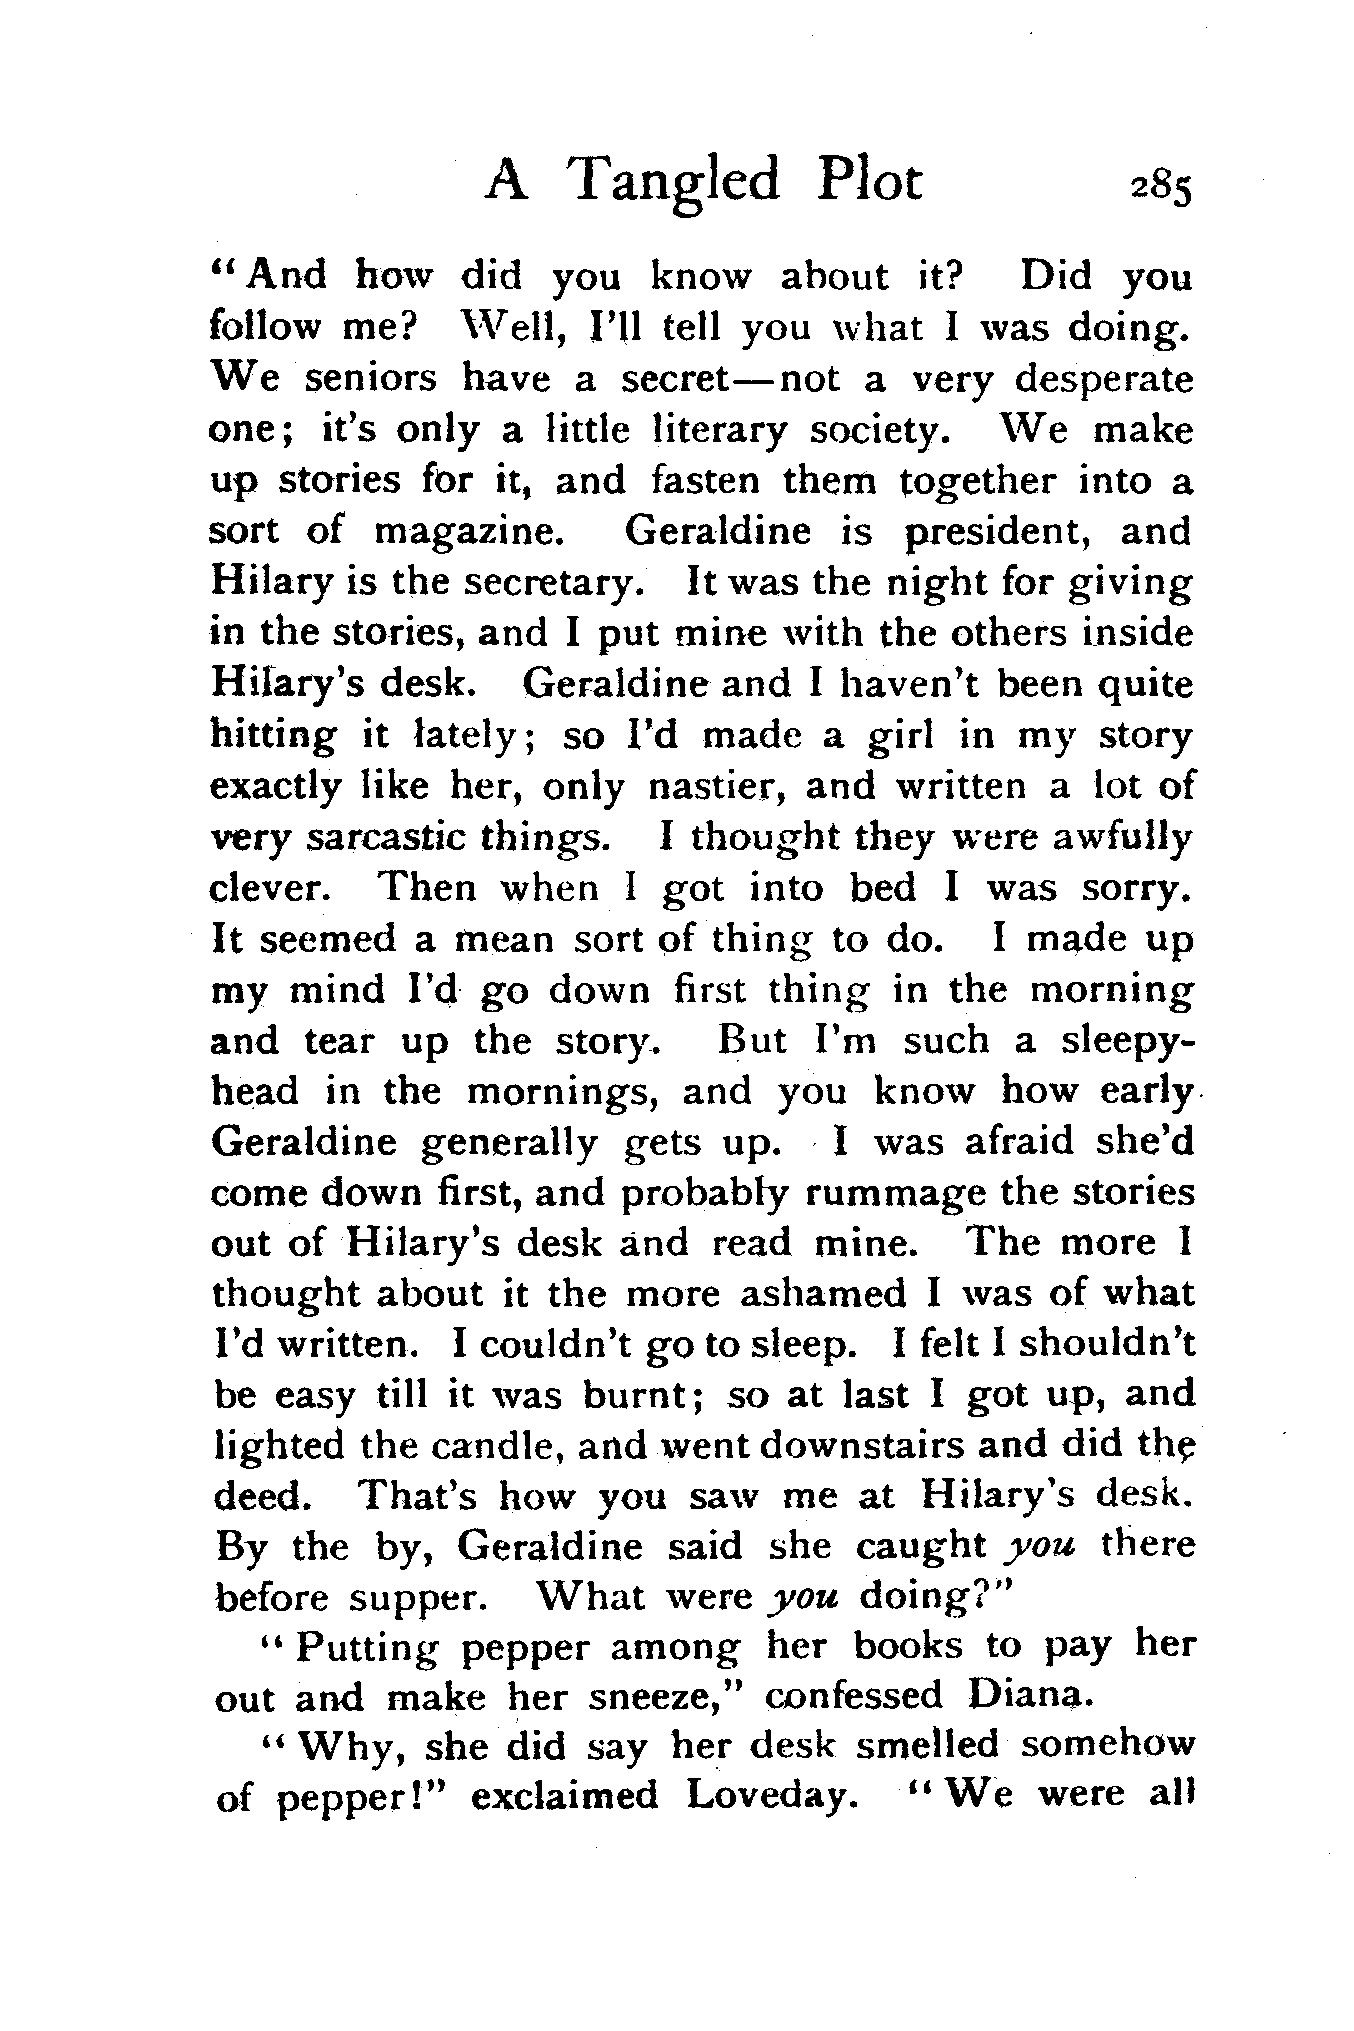 A Tangled Plot 285
“And how did you know about it? Did you
follow me? Well, I’ll tell you what I was doing.
We seniors have a secret—not a very desperate
one; it’s only a little literary society. We make
up stories for it, and fasten them together into a
sort of magazine. Geraldine is president, and
Hilary is the secretary. It was the night for giving
in the stories, and I put mine with the others inside
Hilary’s desk. Geraldine and I haven’t been quite
hitting it lately; so I’d made a girl in my story
exactly like her, only nastier, and written a lot of
very sarcastic things. I thought they were awfully
clever. Then when I got into bed I was sorry.
It seemed a mean sort of thing to do. I made up
my mind I’d go down first thing in the morning
and tear up the story. But I’m such a sleepy-
head in the mornings, and you know how early
Geraldine generally gets up. I was afraid she’d
come down first, and probably rummage the stories
out of Hilary’s desk and read mine. The more I
thought about it the more ashamed I was of what
I’d written. I couldn’t go to sleep. I felt I shouldn’t
be easy till it was burnt; so at last I got up, and
lighted the candle, and went downstairs and did the
deed. That’s how you saw me at Hilary’s desk.
By the by, Geraldine said she caught you there
before supper. What were you doing?”
“Putting pepper among her books to pay her
out and make her sneeze,” confessed Diana.
“Why, she did say her desk smelled somehow
of pepper!” exclaimed Loveday. “We were all